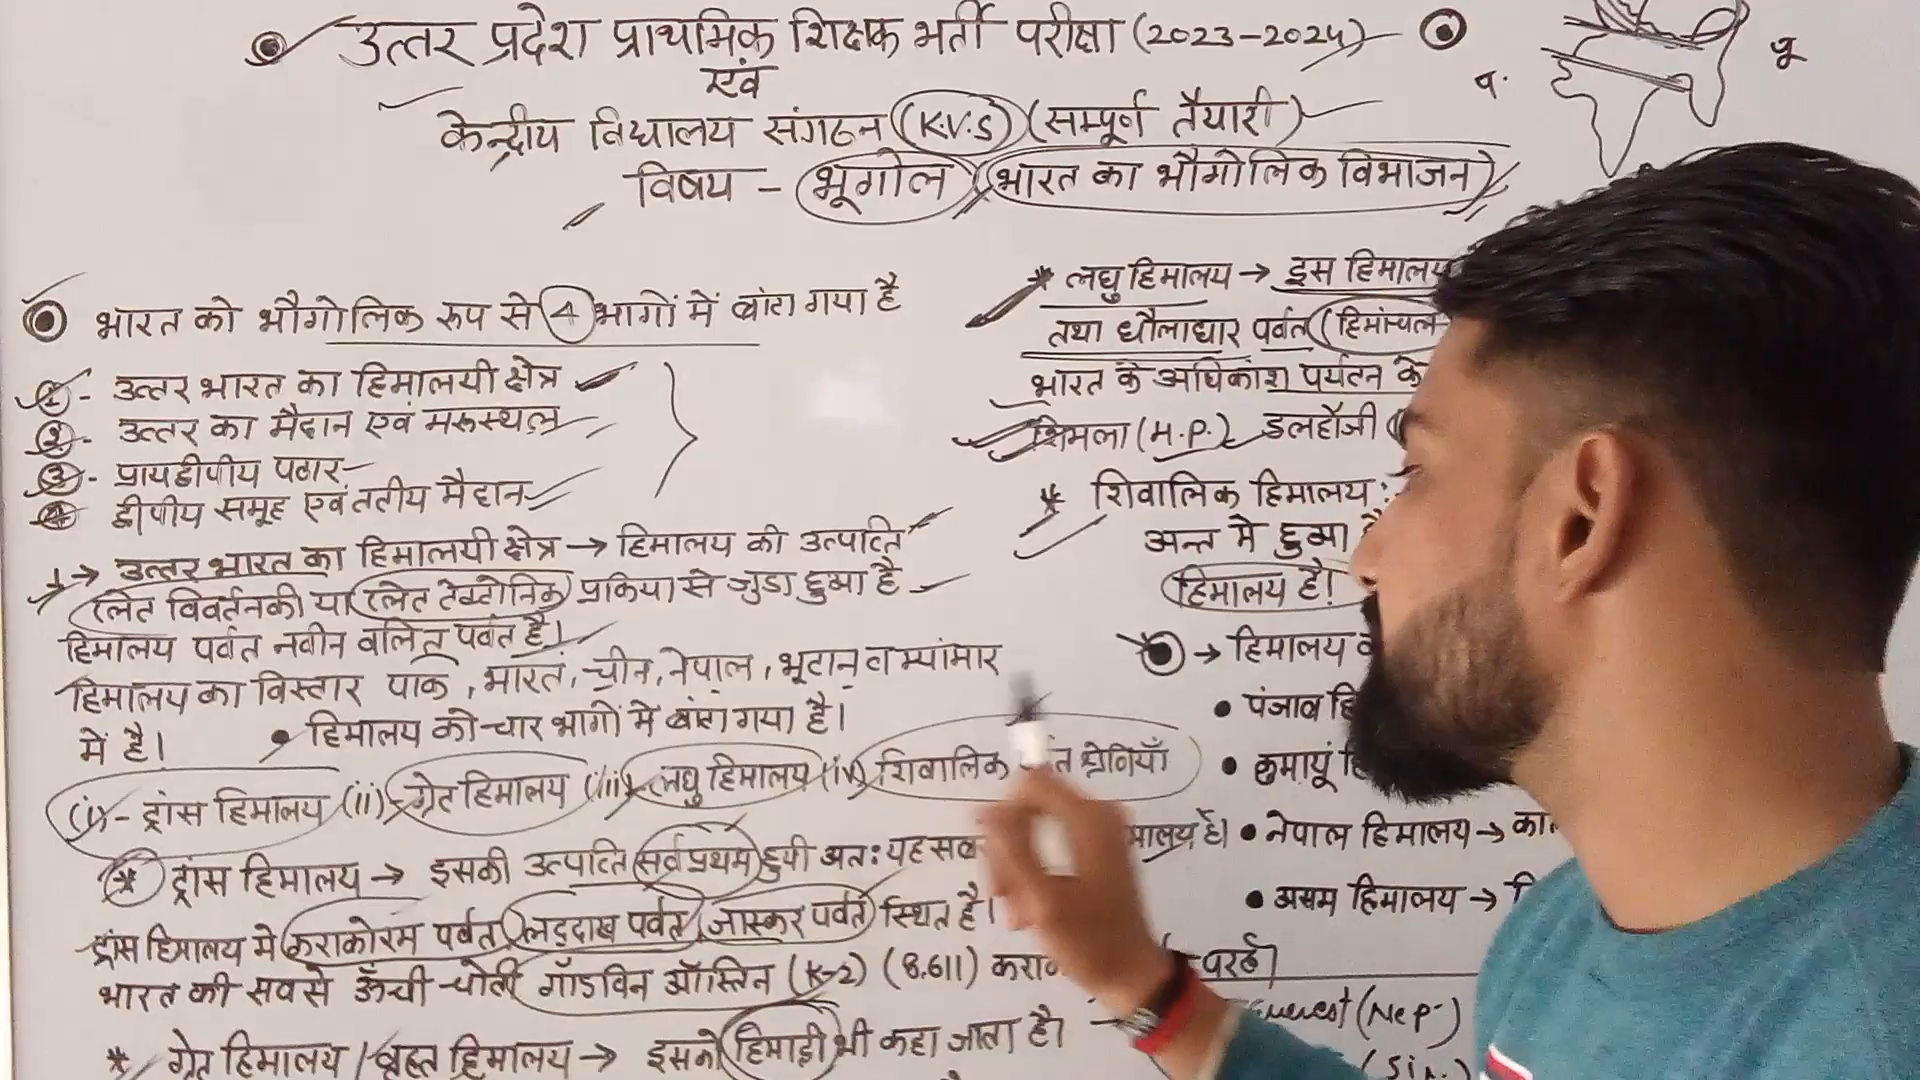 उत्तर प्रदेश प्राथमिक शिक्षक भर्ती परीक्षा (2023-2024)
एवं
केन्द्रीय विद्यालय संगठन (K.V.S) (सम्पूर्ण तैयारी)
विषय - भूगोल (भारत का भौगोलिक विभाजन)
प.
पू
भारत को भौगोलिक रूप से 4 भागों में बांटा गया है
1- उत्तर भारत का हिमालयी क्षेत्र
2- उत्तर का मैदान एवं मरूस्थल
3- प्रायद्वीपीय पठार
4- द्वीपीय समूह एवं तटीय मैदान
1→ उत्तर भारत का हिमालयी क्षेत्र → हिमालय की उत्पत्ति
प्लेट विवर्तनकी या प्लेट टेक्टोनिक प्रकिया से जुडा हुआ है
हिमालय पर्वत नवीन वलित पर्वत है।
हिमालय का विस्तार पाक, भारत, चीन, नेपाल, भूटान व म्यांमार
में है।
• हिमालय को चार भागों में बांटा गया है।
(i) - ट्रांस हिमालय (ii) ग्रेट हिमालय (iii) लघु हिमालय (iv) शिवालिक श्रेणियाँ
* ट्रांस हिमालय → इसकी उत्पत्ति सर्वप्रथम हुयी अतः यह सब मालय है।
ट्रांस हिमालय मे कराकोरम पर्वत, लद्दाख पर्वत, जास्कर पर्वत स्थित है।
भारत की सबसे ऊँची चोटी गॉडविन ऑस्टिन (K-2) (8,611) परहै
* ग्रेट हिमालय / वृहत हिमालय → इसको हिमाद्री भी कहा जाता है।
* लघु हिमालय → इस हिमालय
तथा धौलाधार पर्वत (हिमांचल
भारत के अधिकांश पर्यटन के
शिमला (H.P.) डलहौजी
* शिवालिक हिमालय :
अन्त मे हुआ है
हिमालय है।
→ हिमालय
• पंजाब हि
• कुमायूं हि
• नेपाल हिमालय →
• असम हिमालय →
Everest (Nep-)
(Sik.)